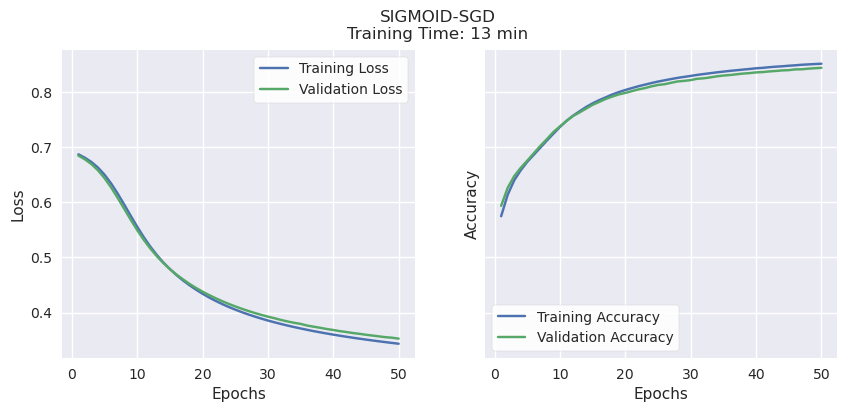 SIGMOID-SGD
Training Time: 13 min
Training Loss
Validation Loss
0.8
0.7
0.6
0.5
0.4
Loss
0 10 20 30 40 50
Epochs
Accuracy
Training Accuracy
Validation Accuracy
0 10 20 30 40 50
Epochs